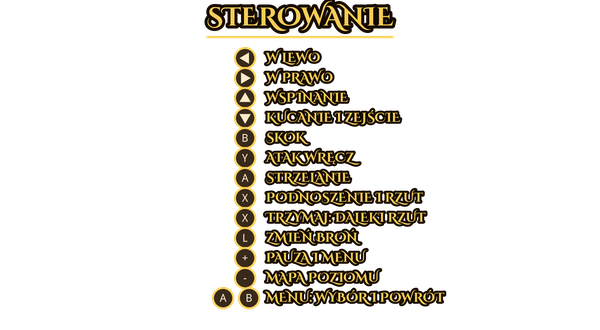 STEROWANIE
W LEWO
W PRAWO
WSPINANIE
KUCANIE I ZEJŚCIE
B SKOK
Y ATAK WRĘCZ
A STRZELANIE
X PODNOSZENIE I RZUT
X TRZYMAJ: DALEKI RZUT
L ZMIEŃ BROŃ
+ PAUZA I MENU
- MAPA POZIOMU
A B MENU: WYBÓR I POWRÓT